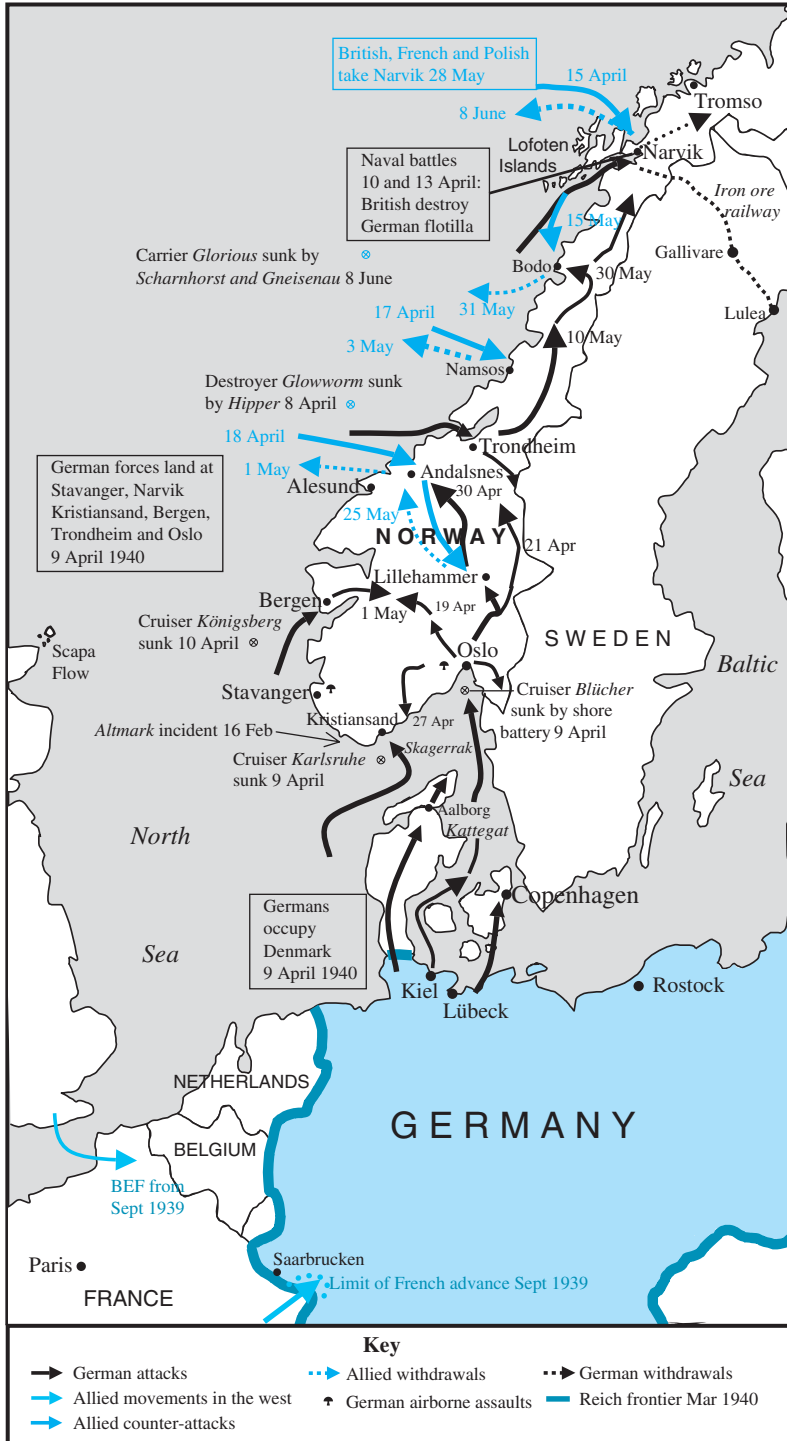 British, French and Polish
take Narvik 28 May
15 April
Tromso
8 June
Lofoten
Islands
Narvik
Naval battles
10 and 13 April:
British destroy
German flotilla
Iron ore
railway
15 May
Carrier Glorious sunk by
Scharnhorst and Gneisenau 8 June
Gallivare
Bodo
30 May
31 May
Lulea
17 April
3 May
10 May
Namsos
Destroyer Glowworm sunk
by Hipper 8 April
18 April
Trondheim
1 May
Andalsnes
German forces land at
Stavanger, Narvik
Kristiansand, Bergen,
Trondheim and Oslo
9 April 1940
Alesund
30 Apr
25 May
NORWAY
21 Apr
Lillehammer
Bergen
1 May
19 Apr
Cruiser Königsberg
sunk 10 April
SWEDEN
Scapa
Flow
Oslo
Baltic
Stavanger
Cruiser Blücher
sunk by shore
battery 9 April
Kristiansand
27 Apr
Altmark incident 16 Feb
Skagerrak
Cruiser Karlsruhe
sunk 9 April
Sea
Aalborg
North
Kattegat
Copenhagen
Germans
occupy
Denmark
9 April 1940
Sea
Kiel
Rostock
Lübeck
NETHERLANDS
GERMANY
BELGIUM
BEF from
Sept 1939
Paris
Saarbrucken
Limit of French advance Sept 1939
FRANCE
Key
German attacks
Allied withdrawals
German withdrawals
Allied movements in the west
German airborne assaults
Reich frontier Mar 1940
Allied counter-attacks